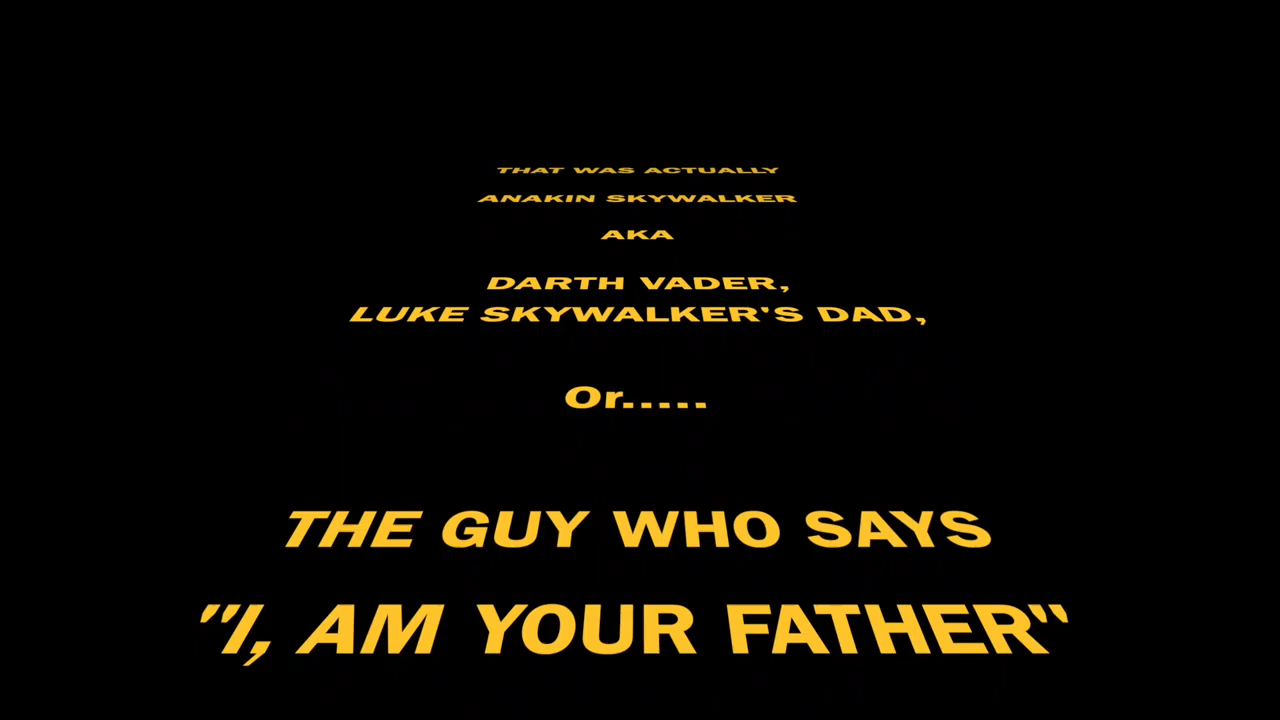 THAT WAS ACTUALLY
ANAKIN SKYWALKER
AKA
DARTH VADER,
LUKE SKYWALKER'S DAD,
Or.....
THE GUY WHO SAYS
"I, AM YOUR FATHER"